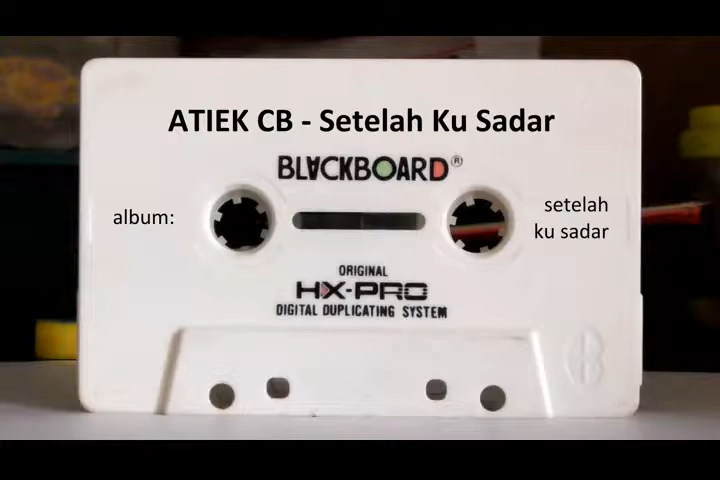 ATIEK CB - Setelah Ku Sadar
BLACKBOARD®
album:
setelah
ku sadar
ORIGINAL
HX-PRO
DIGITAL DUPLICATING SYSTEM
B